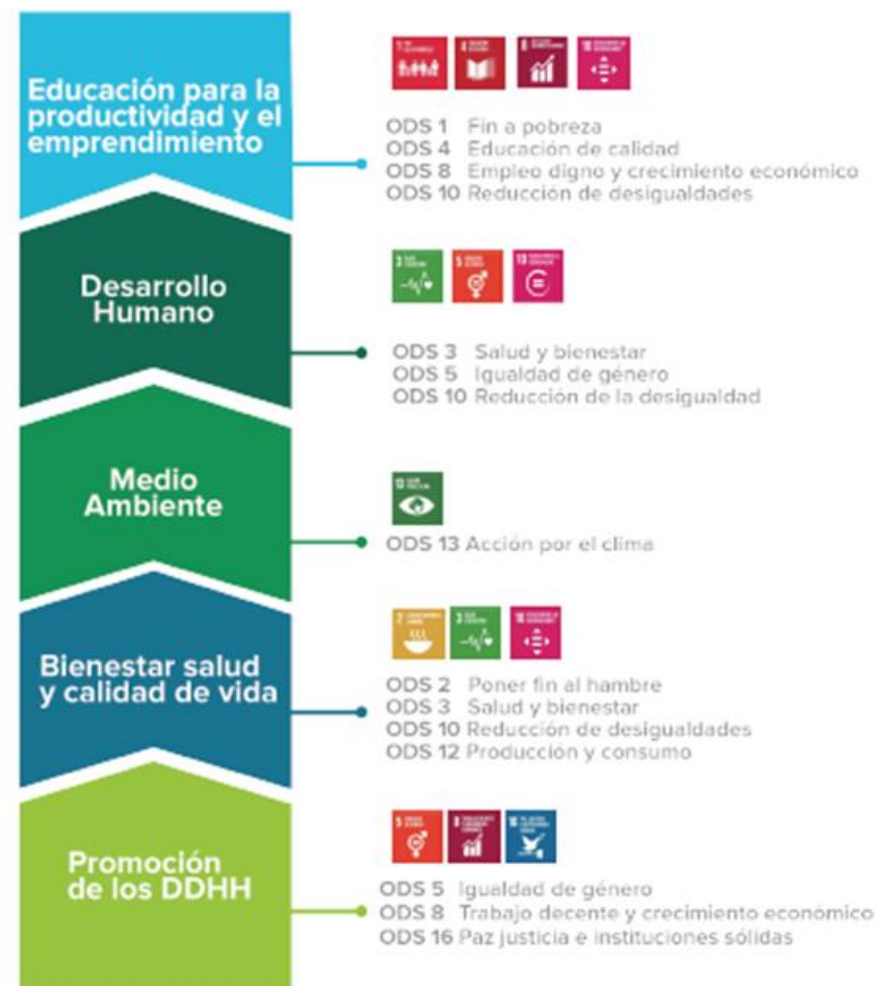 Educación para la
productividad y el
emprendimiento
ODS 1 Fin a pobreza
ODS 4 Educación de calidad
ODS 8 Empleo digno y crecimiento económico
ODS 10 Reducción de desigualdades
Desarrollo
Humano
ODS 3 Salud y bienestar
ODS 5 Igualdad de género
ODS 10 Reducción de la desigualdad
Medio
Ambiente
ODS 13 Acción por el clima
Bienestar salud
y calidad de vida
ODS 2 Poner fin al hambre
ODS 3 Salud y bienestar
ODS 10 Reducción de desigualdades
ODS 12 Producción y consumo
Promoción
de los DDHH
ODS 5 Igualdad de género
ODS 8 Trabajo decente y crecimiento económico
ODS 16 Paz justicia e instituciones sólidas